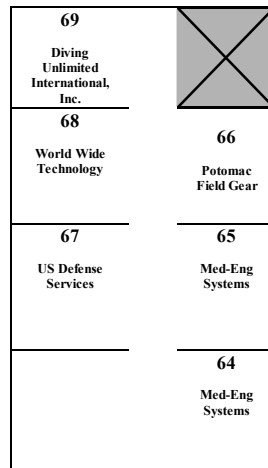 69
Diving
Unlimited
International,
Inc.
68
World Wide
Technology
66
Potomac
Field Gear
67
US Defense
Services
65
Med-Eng
Systems
64
Med-Eng
Systems